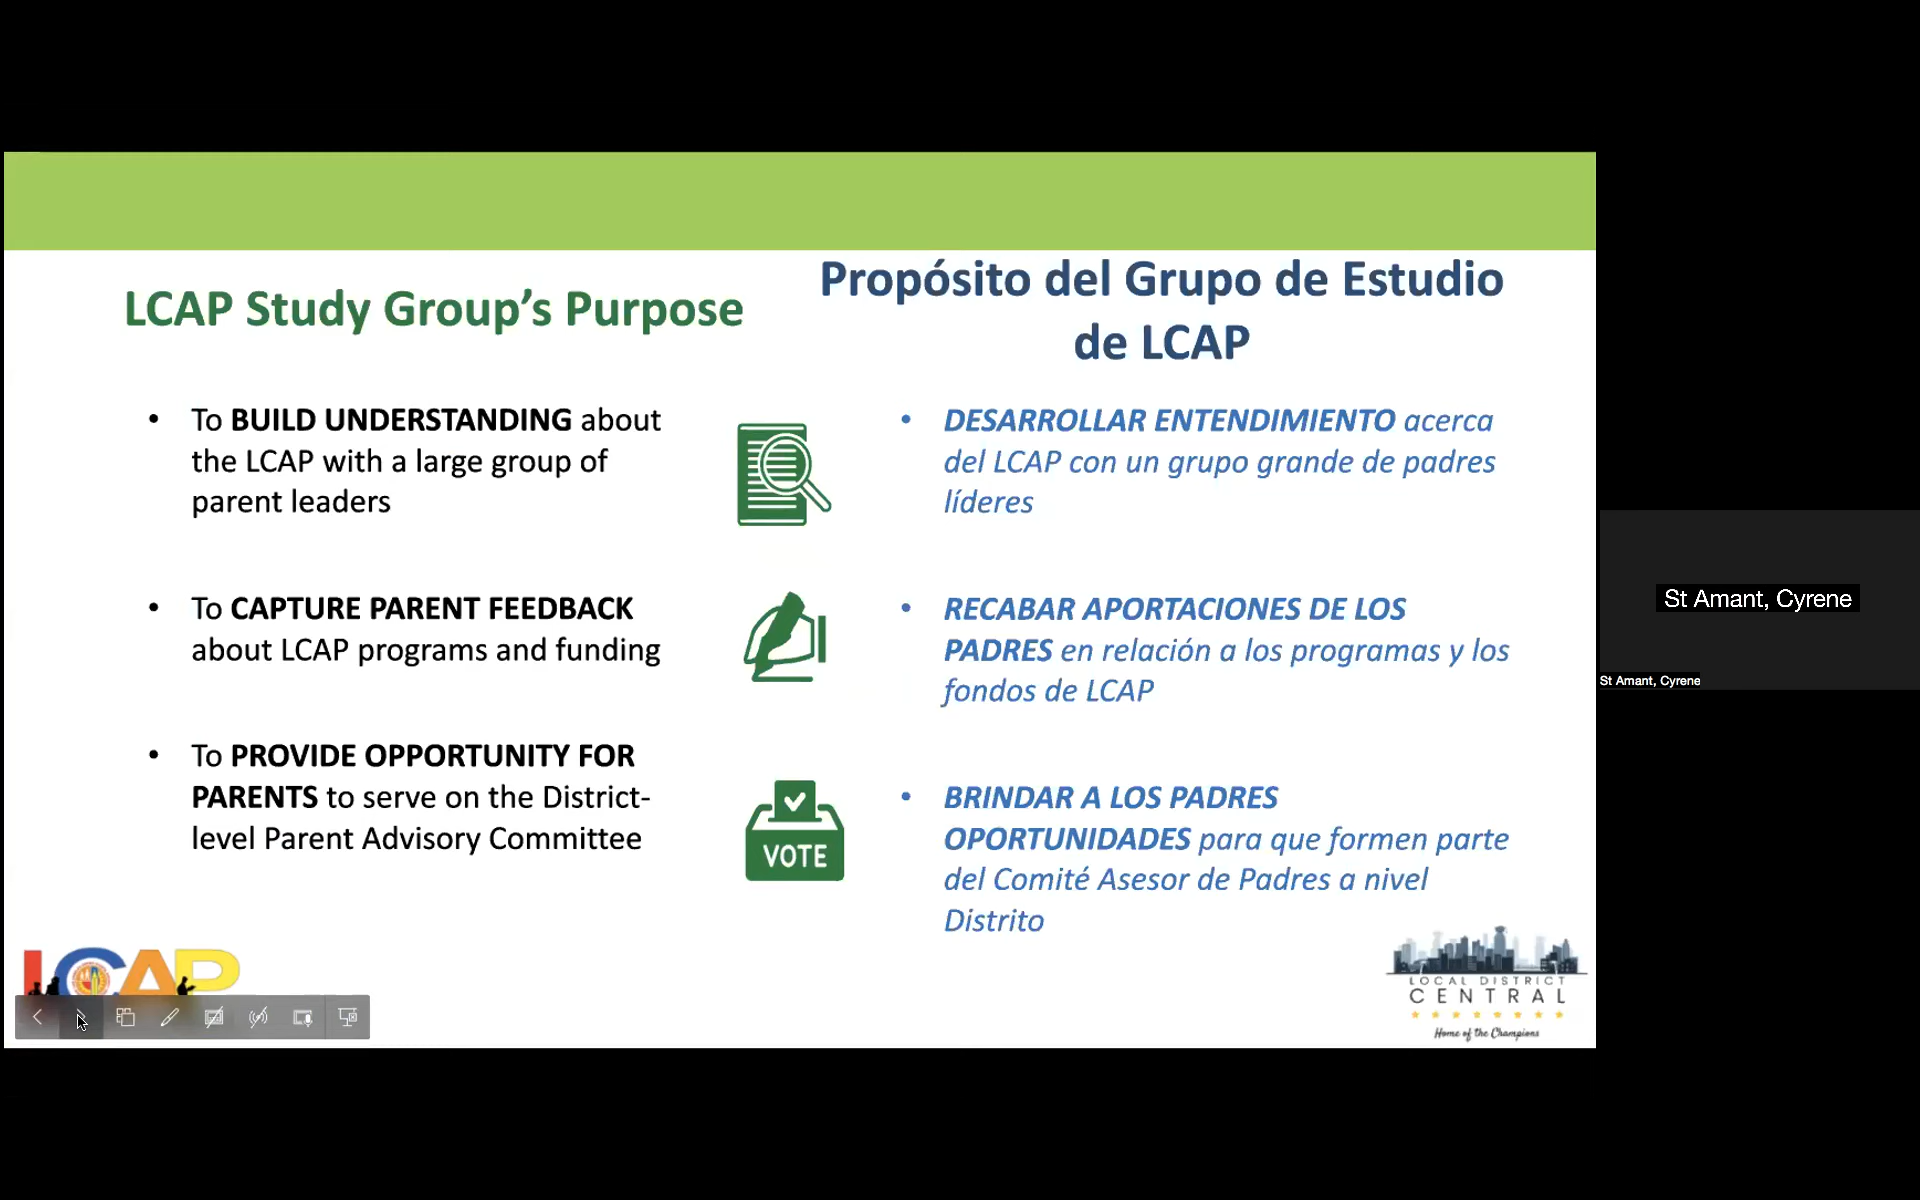 LCAP Study Group’s Purpose
• To BUILD UNDERSTANDING about
the LCAP with a large group of
parent leaders
• To CAPTURE PARENT FEEDBACK
about LCAP programs and funding
• To PROVIDE OPPORTUNITY FOR
PARENTS to serve on the District-
level Parent Advisory Committee
VOTE
Propósito del Grupo de Estudio
de LCAP
• DESARROLLAR ENTENDIMIENTO acerca
del LCAP con un grupo grande de padres
líderes
• RECABAR APORTACIONES DE LOS
PADRES en relación a los programas y los
fondos de LCAP
• BRINDAR A LOS PADRES
OPORTUNIDADES para que formen parte
del Comité Asesor de Padres a nivel
Distrito
LCAP
LOCAL DISTRICT
CENTRAL
Home of the Champions
St Amant, Cyrene
St Amant, Cyrene